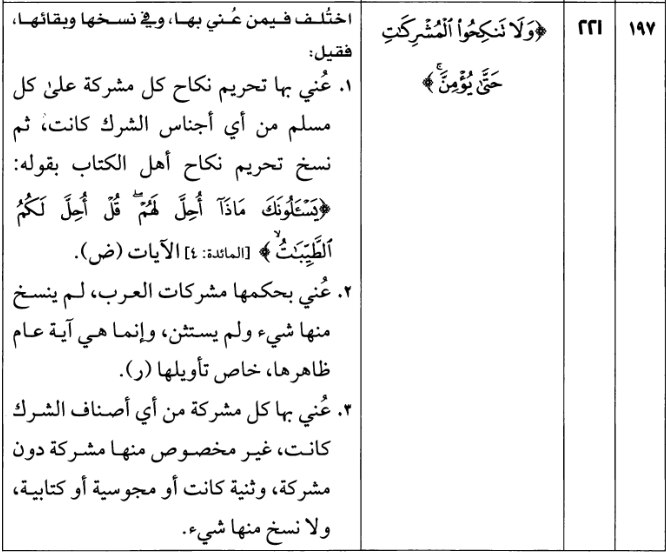 ١٩٧
٢٢١
﴿وَلَا تَنكِحُوا۟ ٱلْمُشْرِكَـٰتِ
حَتَّىٰ يُؤْمِنَّ ۚ﴾
اختُلف فيمن عُني بها، وفي نسخها وبقائها،
فقيل:
١. عُني بها تحريم نكاح كل مشركة علىٰ كل
مسلم من أي أجناس الشرك كانت، ثم
نسخ تحريم نكاح أهل الكتاب بقوله:
﴿يَسْـَٔلُونَكَ مَاذَآ أُحِلَّ لَهُمْ ۖ قُلْ أُحِلَّ لَكُمُ
ٱلطَّيِّبَـٰتُ ۙ﴾ [المائدة: ٤] الآيات (ض).
٢. عُني بحكمها مشركات العرب، لم ينسخ
منها شيء ولم يستثن، وإنما هي آية عام
ظاهرها، خاص تأويلها (ر).
٣. عُني بها كل مشركة من أي أصناف الشرك
كانت، غير مخصوص منها مشركة دون
مشركة، وثنية كانت أو مجوسية أو كتابية،
ولا نسخ منها شيء.